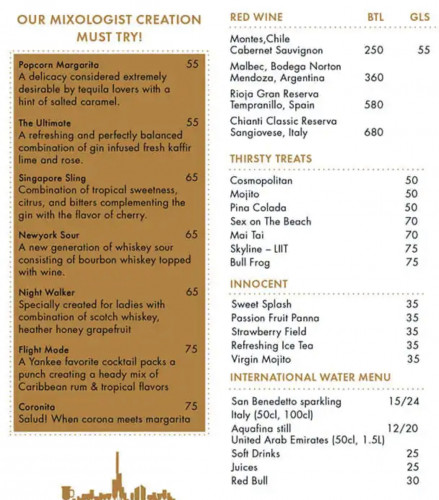 OUR MIXOLOGIST CREATION
MUST TRY!
Popcorn Margarita 55
A delicacy considered extremely
desirable by tequila lovers with a
hint of salted caramel.
The Ultimate 55
A refreshing and perfectly balanced
combination of gin infused fresh kaffir
lime and rose.
Singapore Sling 65
Combination of tropical sweetness,
citrus, and bitters complementing the
gin with the flavor of cherry.
Newyork Sour 65
A new generation of whiskey sour
consisting of bourbon whiskey topped
with wine.
Night Walker 65
Specially created for ladies with
combination of scotch whiskey,
heather honey grapefruit
Flight Mode 75
A Yankee favorite cocktail packs a
punch creating a heady mix of
Caribbean rum & tropical flavors
Coronita 75
Salud! When corona meets margarita
RED WINE BTL GLS
Montes,Chile
Cabernet Sauvignon 250 55
Malbec, Bodega Norton
Mendoza, Argentina 360
Rioja Gran Reserva
Tempranillo, Spain 580
Chianti Classic Reserva
Sangiovese, Italy 680
THIRSTY TREATS
Cosmopolitan 50
Mojito 50
Pina Colada 50
Sex on The Beach 70
Mai Tai 70
Skyline – LIIT 75
Bull Frog 75
INNOCENT
Sweet Splash 35
Passion Fruit Panna 35
Strawberry Field 35
Refreshing Ice Tea 35
Virgin Mojito 35
INTERNATIONAL WATER MENU
San Benedetto sparkling 15/24
Italy (50cl, 100cl)
Aquafina still 12/20
United Arab Emirates (50cl, 1.5L)
Soft Drinks 25
Juices 25
Red Bull 30